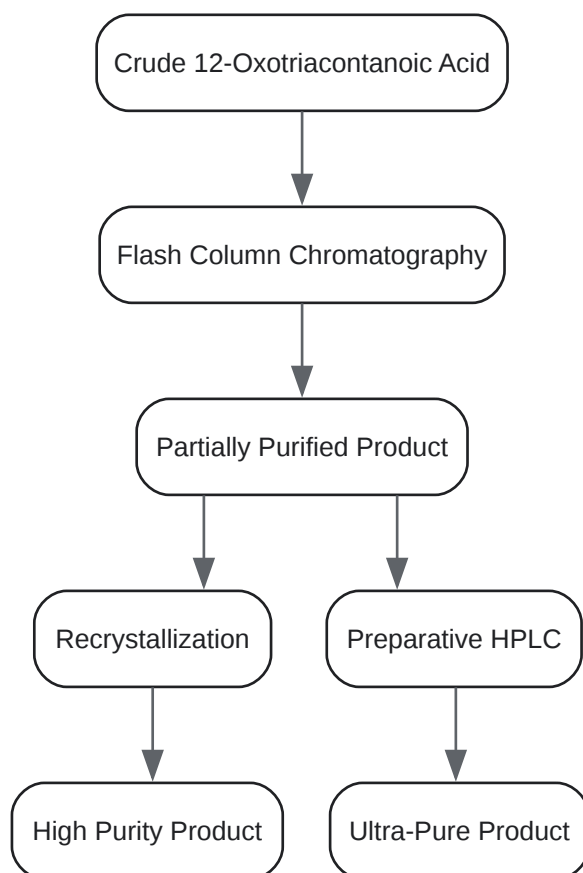 Crude 12-Oxotriacontanoic Acid
Flash Column Chromatography
Partially Purified Product
Recrystallization
Preparative HPLC
High Purity Product
Ultra-Pure Product